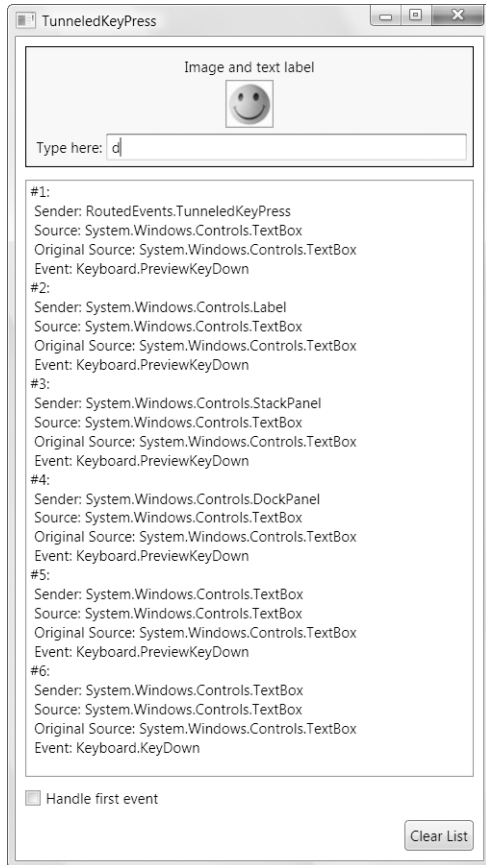 TunneledKeyPress
Image and text label
Type here: d
#1:
Sender: RoutedEvents.TunneledKeyPress
Source: System.Windows.Controls.TextBox
Original Source: System.Windows.Controls.TextBox
Event: Keyboard.PreviewKeyDown
#2:
Sender: System.Windows.Controls.Label
Source: System.Windows.Controls.TextBox
Original Source: System.Windows.Controls.TextBox
Event: Keyboard.PreviewKeyDown
#3:
Sender: System.Windows.Controls.StackPanel
Source: System.Windows.Controls.TextBox
Original Source: System.Windows.Controls.TextBox
Event: Keyboard.PreviewKeyDown
#4:
Sender: System.Windows.Controls.DockPanel
Source: System.Windows.Controls.TextBox
Original Source: System.Windows.Controls.TextBox
Event: Keyboard.PreviewKeyDown
#5:
Sender: System.Windows.Controls.TextBox
Source: System.Windows.Controls.TextBox
Original Source: System.Windows.Controls.TextBox
Event: Keyboard.PreviewKeyDown
#6:
Sender: System.Windows.Controls.TextBox
Source: System.Windows.Controls.TextBox
Original Source: System.Windows.Controls.TextBox
Event: Keyboard.KeyDown
Handle first event
Clear List